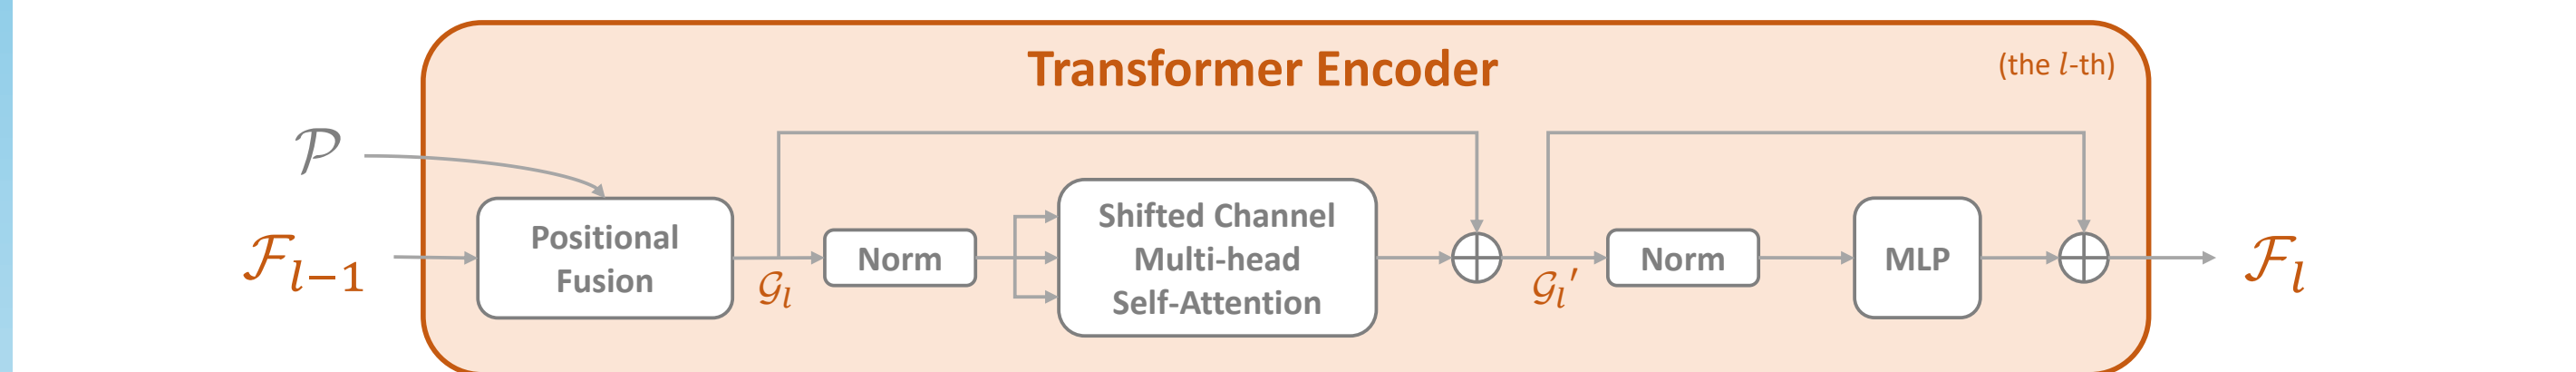 Transformer Encoder
(the l-th)
𝒫
ℱ_{l−1}
Positional
Fusion
𝒢_l
Norm
Shifted Channel
Multi-head
Self-Attention
𝒢_l′
Norm
MLP
ℱ_l